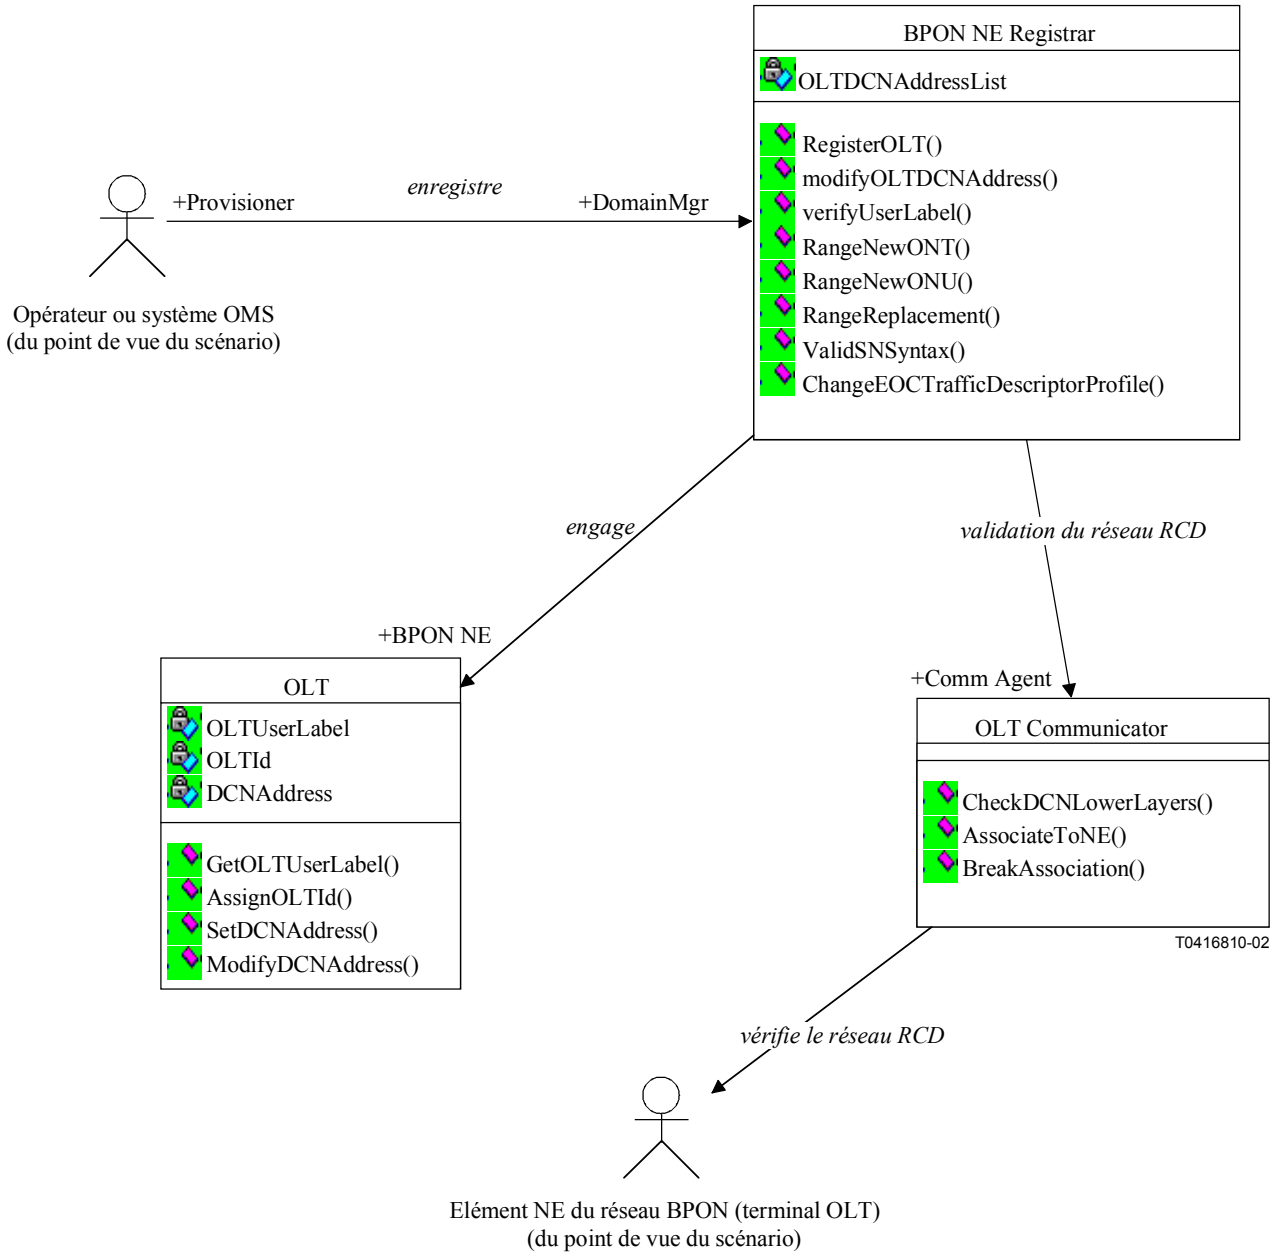 BPON NE Registrar
OLTDCNAddressList
RegisterOLT()
modifyOLTDCNAddress()
verifyUserLabel()
RangeNewONT()
RangeNewONU()
RangeReplacement()
ValidSNSyntax()
ChangeEOCTrafficDescriptorProfile()
+Provisioner
enregistre
+DomainMgr
Opérateur ou système OMS
(du point de vue du scénario)
engage
validation du réseau RCD
+BPON NE
OLT
OLTUserLabel
OLTId
DCNAddress
GetOLTUserLabel()
AssignOLTId()
SetDCNAddress()
ModifyDCNAddress()
+Comm Agent
OLT Communicator
CheckDCNLowerLayers()
AssociateToNE()
BreakAssociation()
T0416810-02
vérifie le réseau RCD
Elément NE du réseau BPON (terminal OLT)
(du point de vue du scénario)